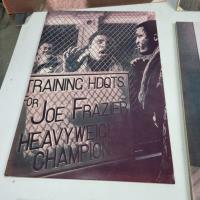 TRAINING HDQTS
FOR JOE FRAZIER
HEAVYWEIGHT
CHAMPION